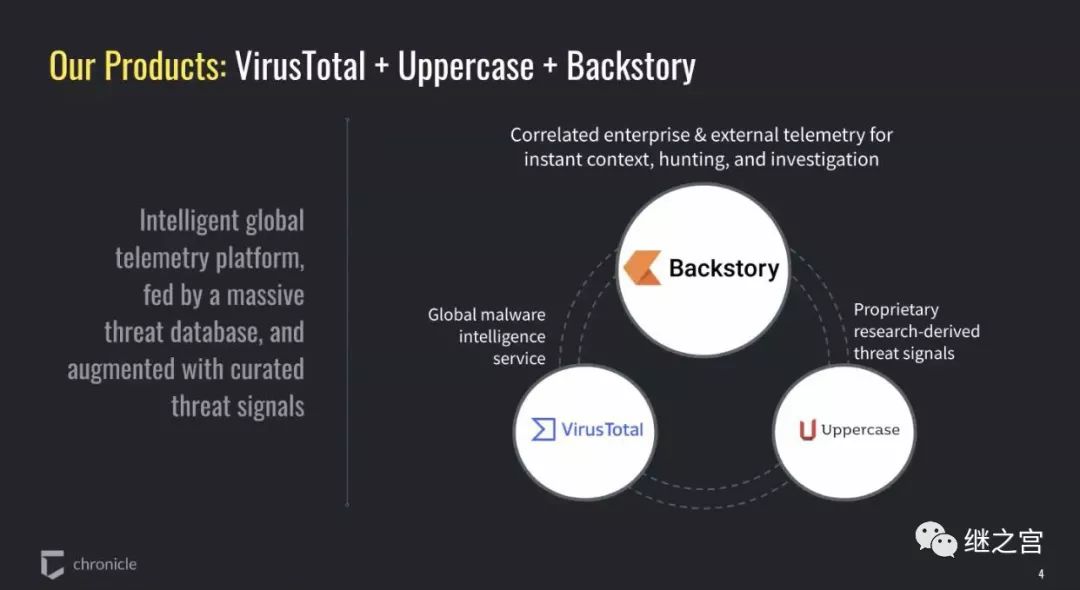 Our Products: VirusTotal + Uppercase + Backstory
Intelligent global
telemetry platform,
fed by a massive
threat database, and
augmented with curated
threat signals
Correlated enterprise & external telemetry for
instant context, hunting, and investigation
Backstory
Global malware
intelligence
service
Proprietary
research-derived
threat signals
VirusTotal
Uppercase
chronicle
继之宫
4